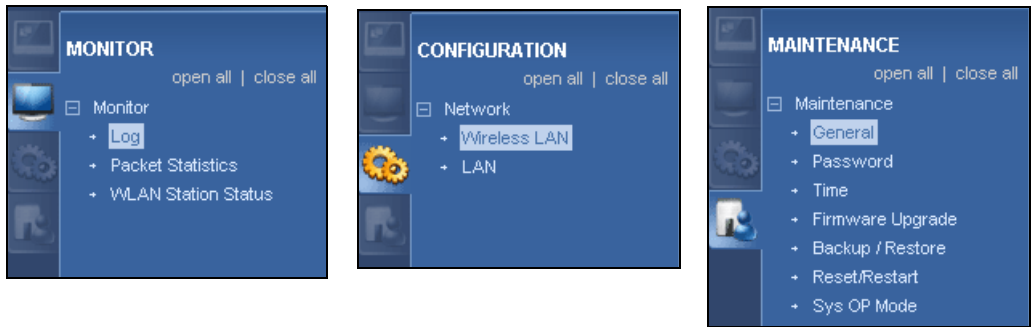 MONITOR
open all | close all
Monitor
Log
Packet Statistics
WLAN Station Status
CONFIGURATION
open all | close all
Network
Wireless LAN
LAN
MAINTENANCE
open all | close all
Maintenance
General
Password
Time
Firmware Upgrade
Backup / Restore
Reset/Restart
Sys OP Mode